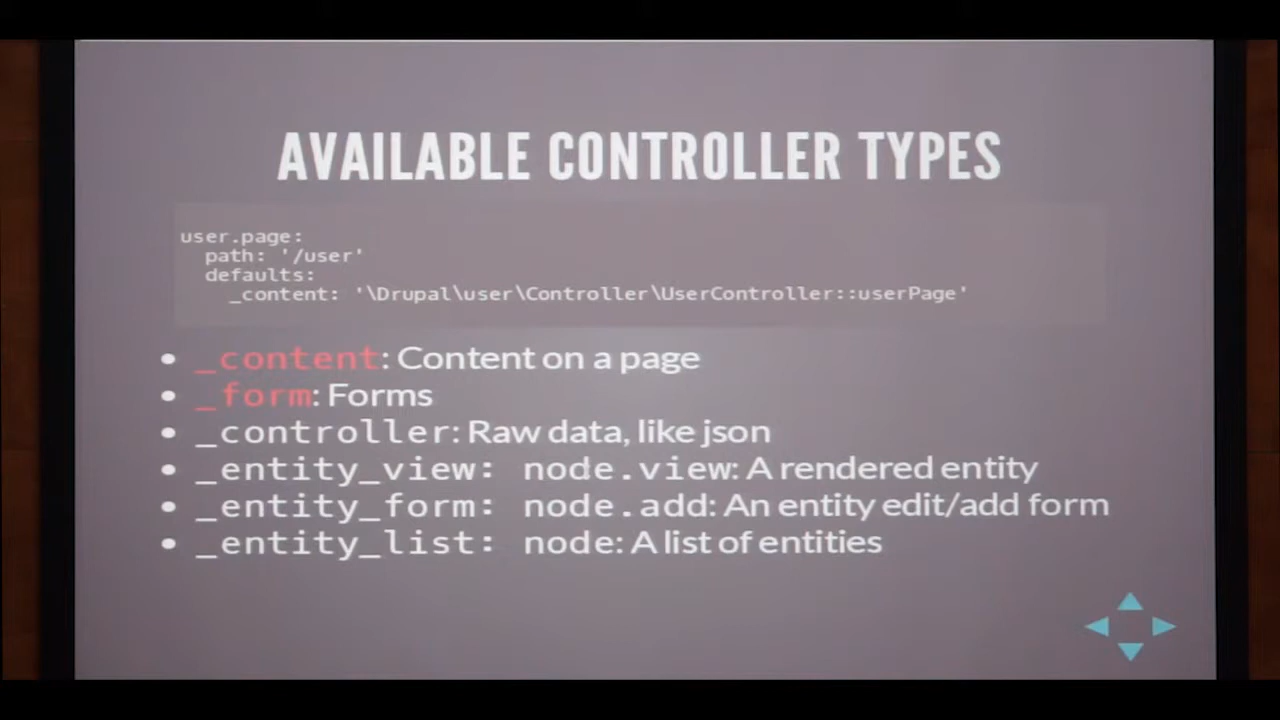 AVAILABLE CONTROLLER TYPES
user.page:
  path: '/user'
  defaults:
    _content: '\Drupal\user\Controller\UserController::userPage'
• _content: Content on a page
• _form: Forms
• _controller: Raw data, like json
• _entity_view: node.view: A rendered entity
• _entity_form: node.add: An entity edit/add form
• _entity_list: node: A list of entities